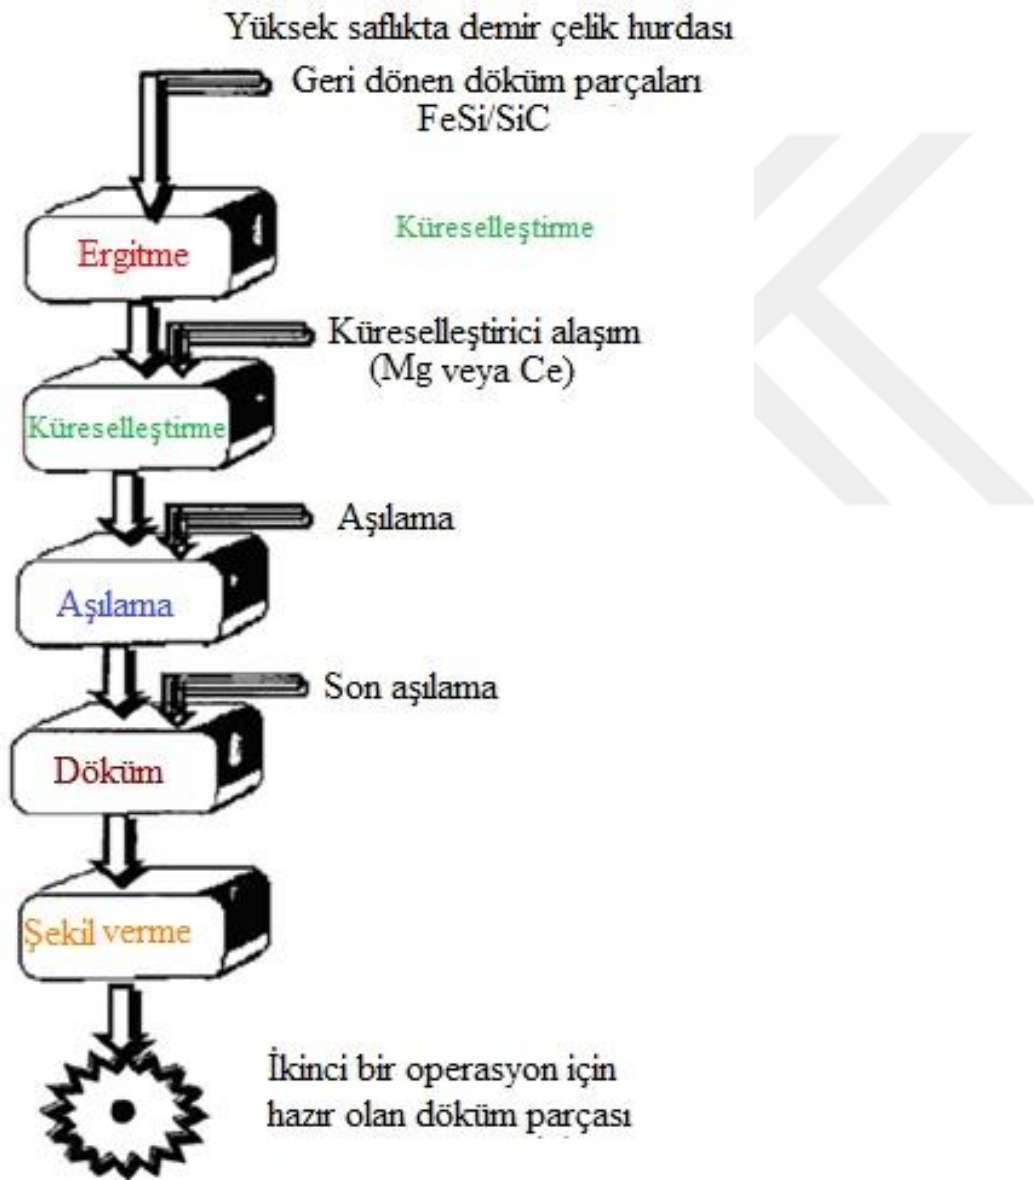 Yüksek saflıkta demir çelik hurdası
Geri dönen döküm parçaları
FeSi/SiC
Ergitme
Küreselleştirme
Küreselleştirici alaşım
(Mg veya Ce)
Küreselleştirme
Aşılama
Aşılama
Son aşılama
Döküm
Şekil verme
İkinci bir operasyon için
hazır olan döküm parçası